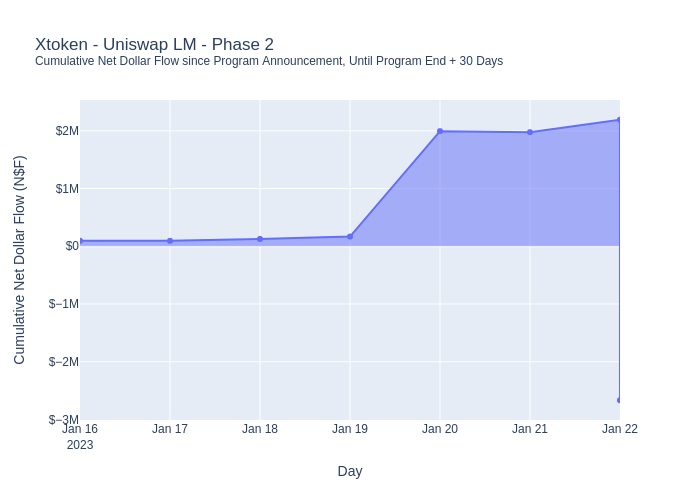 Xtoken - Uniswap LM - Phase 2
Cumulative Net Dollar Flow since Program Announcement, Until Program End + 30 Days
Cumulative Net Dollar Flow (N$F)
$2M
$1M
$0
$−1M
$−2M
$−3M
Jan 16 Jan 17 Jan 18 Jan 19 Jan 20 Jan 21 Jan 22
2023
Day